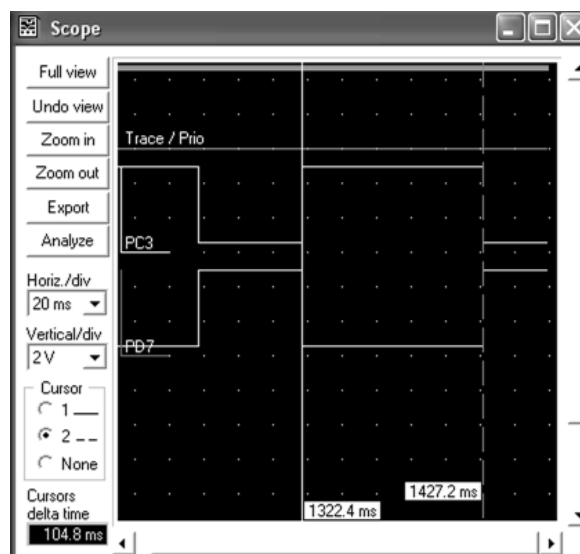 Scope
Full view
Undo view
Zoom in
Zoom out
Export
Analyze
Horiz./div
20 ms
Vertical/div
2 V
Cursor
1
2
None
Cursors
delta time
104.8 ms
Trace / Prio
PC3
PD7
1427.2 ms
1322.4 ms